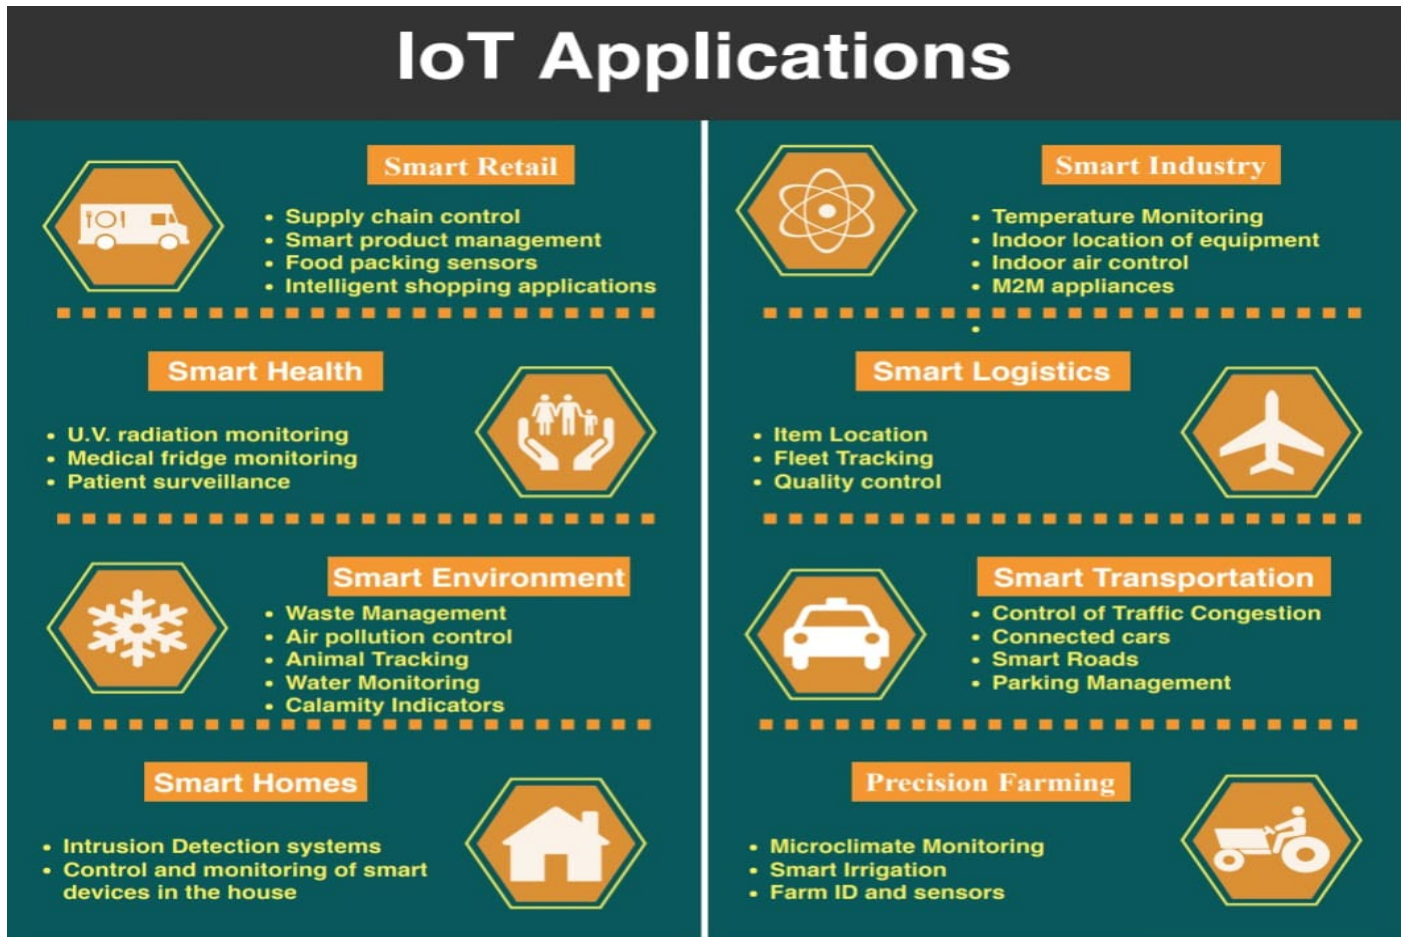 IoT Applications
Smart Retail
• Supply chain control
• Smart product management
• Food packing sensors
• Intelligent shopping applications
Smart Health
• U.V. radiation monitoring
• Medical fridge monitoring
• Patient surveillance
Smart Environment
• Waste Management
• Air pollution control
• Animal Tracking
• Water Monitoring
• Calamity Indicators
Smart Homes
• Intrusion Detection systems
• Control and monitoring of smart
devices in the house
Smart Industry
• Temperature Monitoring
• Indoor location of equipment
• Indoor air control
• M2M appliances
•
Smart Logistics
• Item Location
• Fleet Tracking
• Quality control
Smart Transportation
• Control of Traffic Congestion
• Connected cars
• Smart Roads
• Parking Management
Precision Farming
• Microclimate Monitoring
• Smart Irrigation
• Farm ID and sensors